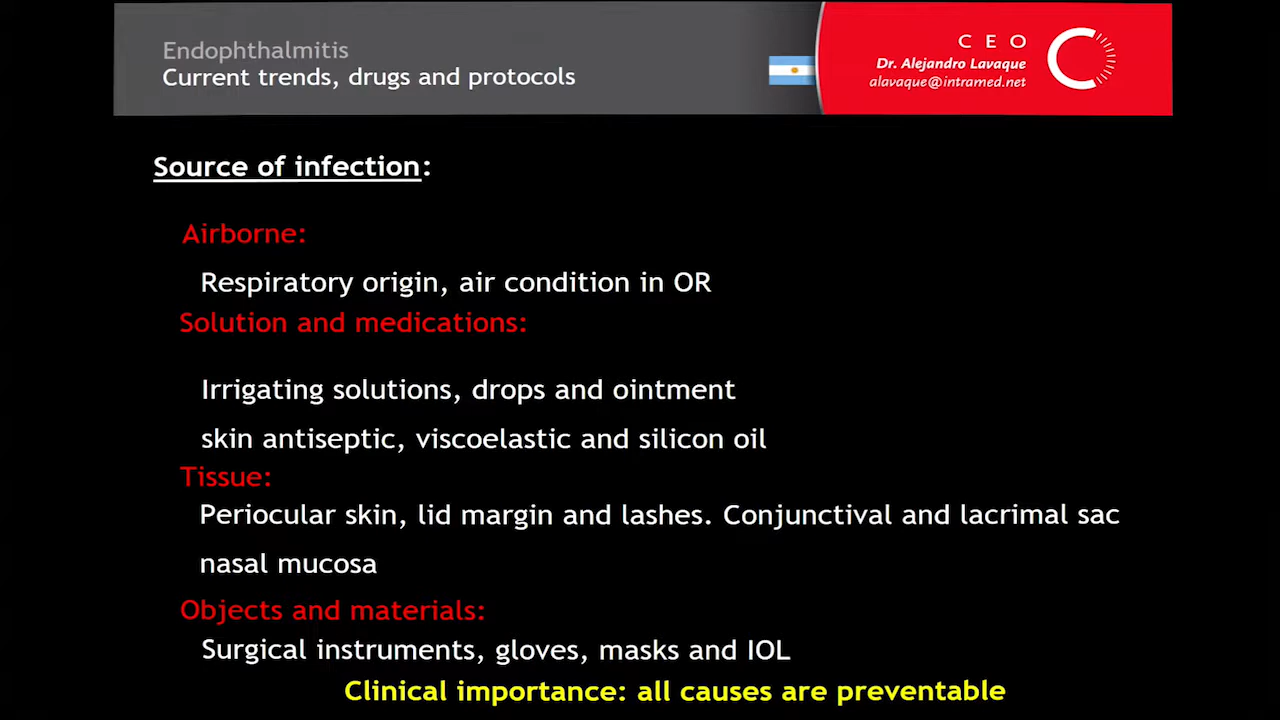 Endophthalmitis
Current trends, drugs and protocols
CEO
Dr. Alejandro Lavaque
alavaque@intramed.net
Source of infection:
Airborne:
Respiratory origin, air condition in OR
Solution and medications:
Irrigating solutions, drops and ointment
skin antiseptic, viscoelastic and silicon oil
Tissue:
Periocular skin, lid margin and lashes. Conjunctival and lacrimal sac
nasal mucosa
Objects and materials:
Surgical instruments, gloves, masks and IOL
Clinical importance: all causes are preventable